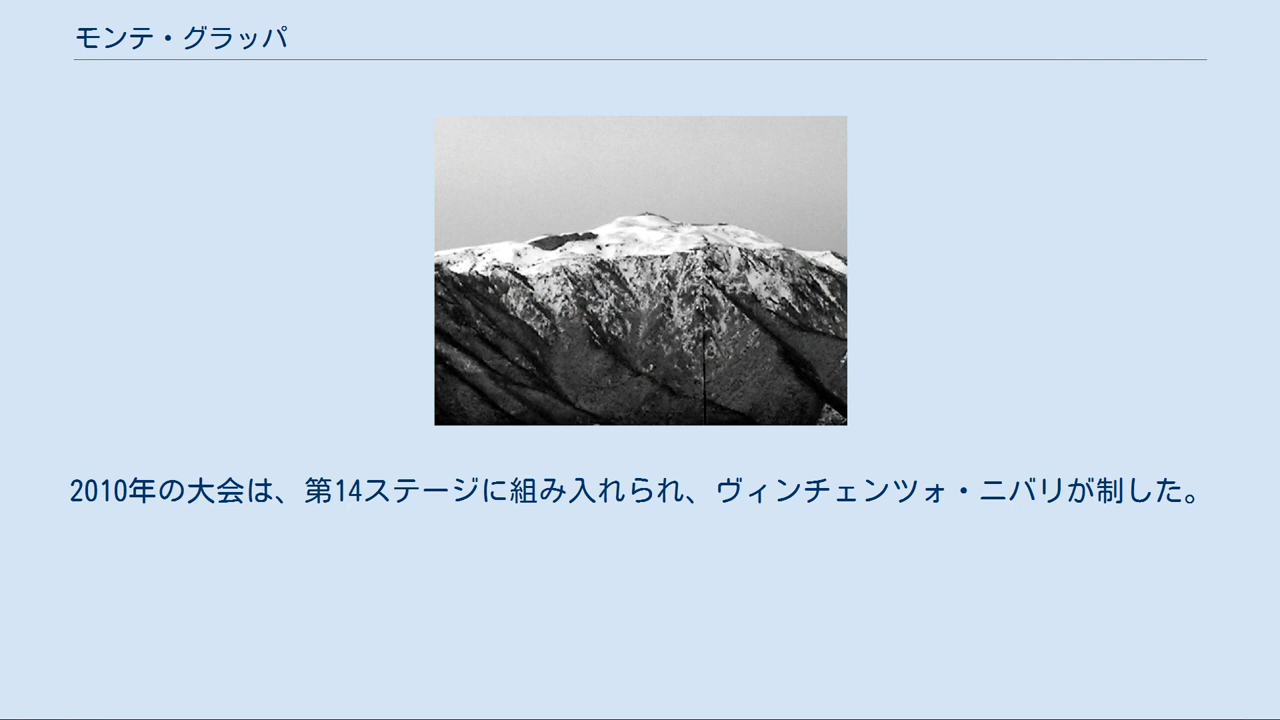 モンテ・グラッパ
2010年の大会は、第14ステージに組み入れられ、ヴィンチェンツォ・ニバリが制した。